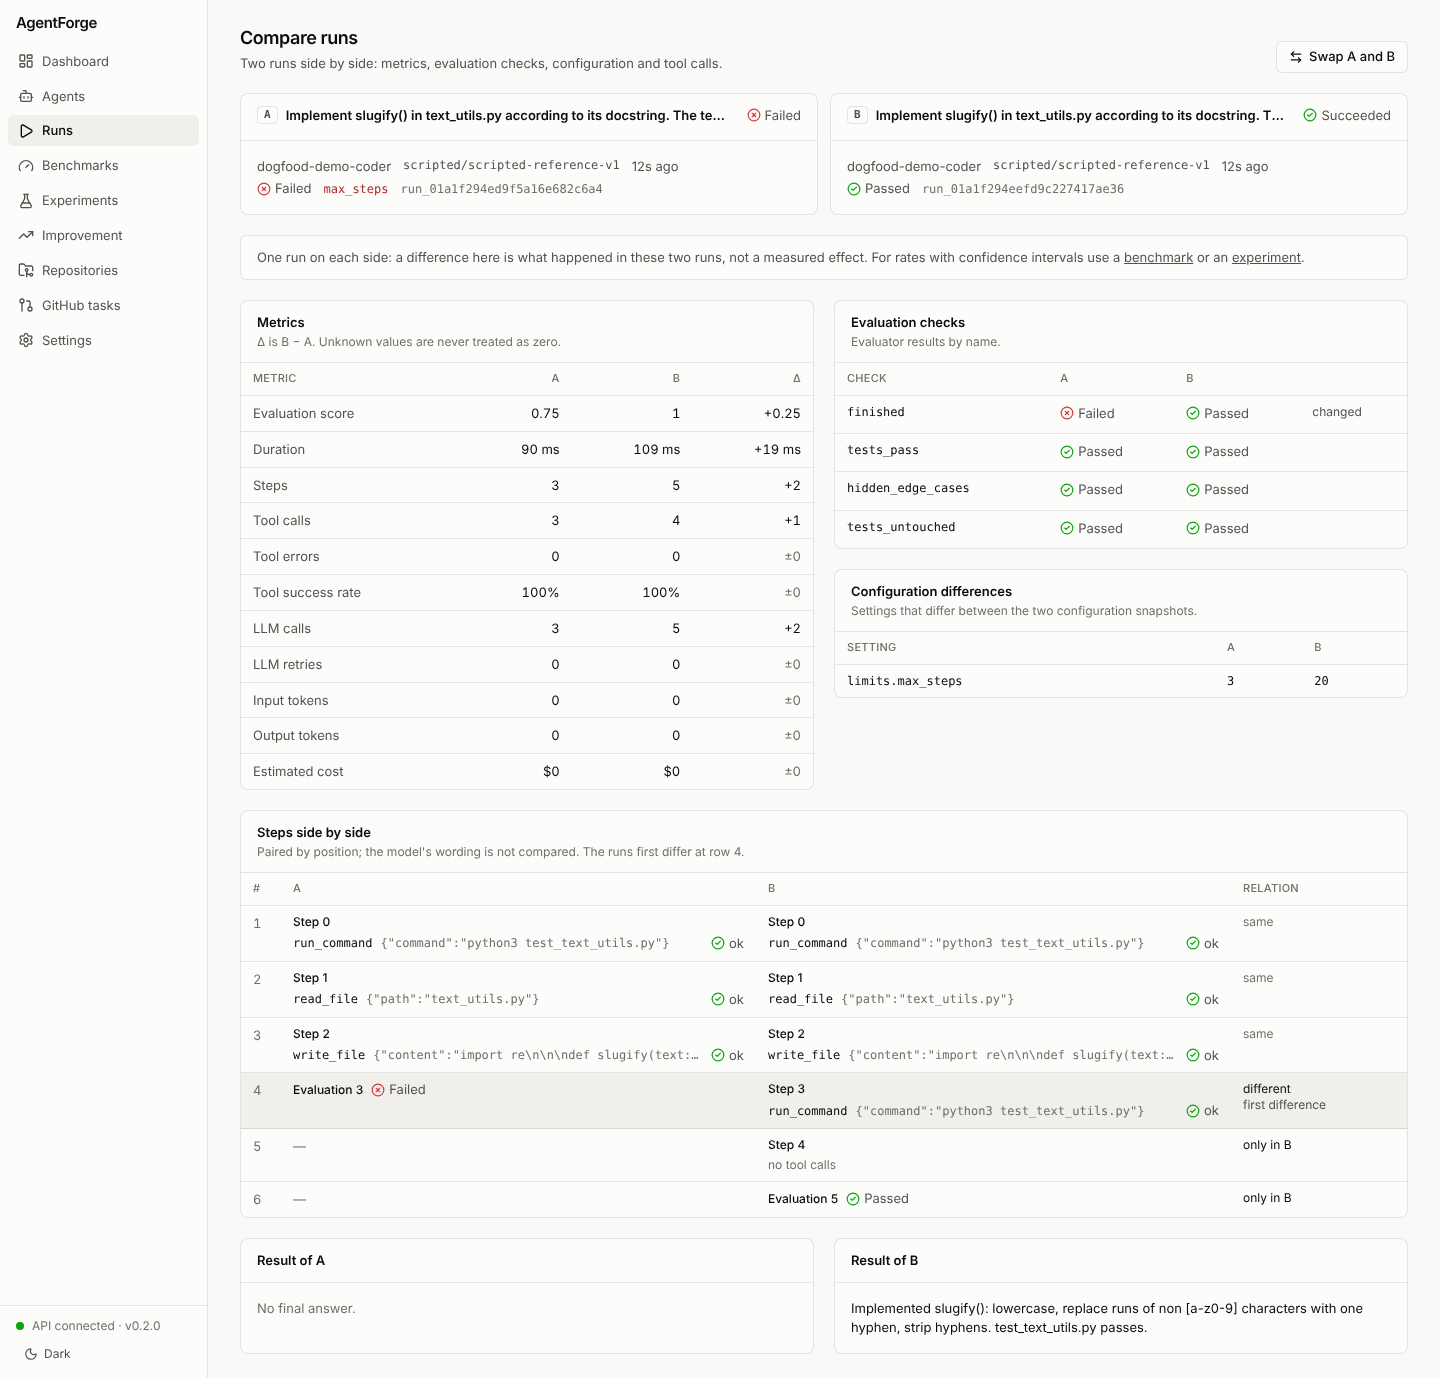 AgentForge
Dashboard
Agents
Runs
Benchmarks
Experiments
Improvement
Repositories
GitHub tasks
Settings
API connected · v0.2.0
Dark
Compare runs
Two runs side by side: metrics, evaluation checks, configuration and tool calls.
Swap A and B
A Implement slugify() in text_utils.py according to its docstring. The te... Failed
dogfood-demo-coder scripted/scripted-reference-v1 12s ago
Failed max_steps run_01a1f294ed9f5a16e682c6a4
B Implement slugify() in text_utils.py according to its docstring. T... Succeeded
dogfood-demo-coder scripted/scripted-reference-v1 12s ago
Passed run_01a1f294eefd9c227417ae36
One run on each side: a difference here is what happened in these two runs, not a measured effect. For rates with confidence intervals use a benchmark or an experiment.
Metrics
Δ is B − A. Unknown values are never treated as zero.
METRIC A B Δ
Evaluation score 0.75 1 +0.25
Duration 90 ms 109 ms +19 ms
Steps 3 5 +2
Tool calls 3 4 +1
Tool errors 0 0 ±0
Tool success rate 100% 100% ±0
LLM calls 3 5 +2
LLM retries 0 0 ±0
Input tokens 0 0 ±0
Output tokens 0 0 ±0
Estimated cost $0 $0 ±0
Evaluation checks
Evaluator results by name.
CHECK A B
finished Failed Passed changed
tests_pass Passed Passed
hidden_edge_cases Passed Passed
tests_untouched Passed Passed
Configuration differences
Settings that differ between the two configuration snapshots.
SETTING A B
limits.max_steps 3 20
Steps side by side
Paired by position; the model's wording is not compared. The runs first differ at row 4.
# A B RELATION
1 Step 0 Step 0 same
run_command {"command":"python3 test_text_utils.py"} ok run_command {"command":"python3 test_text_utils.py"} ok
2 Step 1 Step 1 same
read_file {"path":"text_utils.py"} ok read_file {"path":"text_utils.py"} ok
3 Step 2 Step 2 same
write_file {"content":"import re\n\n\ndef slugify(text:… ok write_file {"content":"import re\n\n\ndef slugify(text:… ok
4 Evaluation 3 Failed Step 3 different
run_command {"command":"python3 test_text_utils.py"} ok first difference
5 — Step 4 only in B
no tool calls
6 — Evaluation 5 Passed only in B
Result of A
No final answer.
Result of B
Implemented slugify(): lowercase, replace runs of non [a-z0-9] characters with one
hyphen, strip hyphens. test_text_utils.py passes.